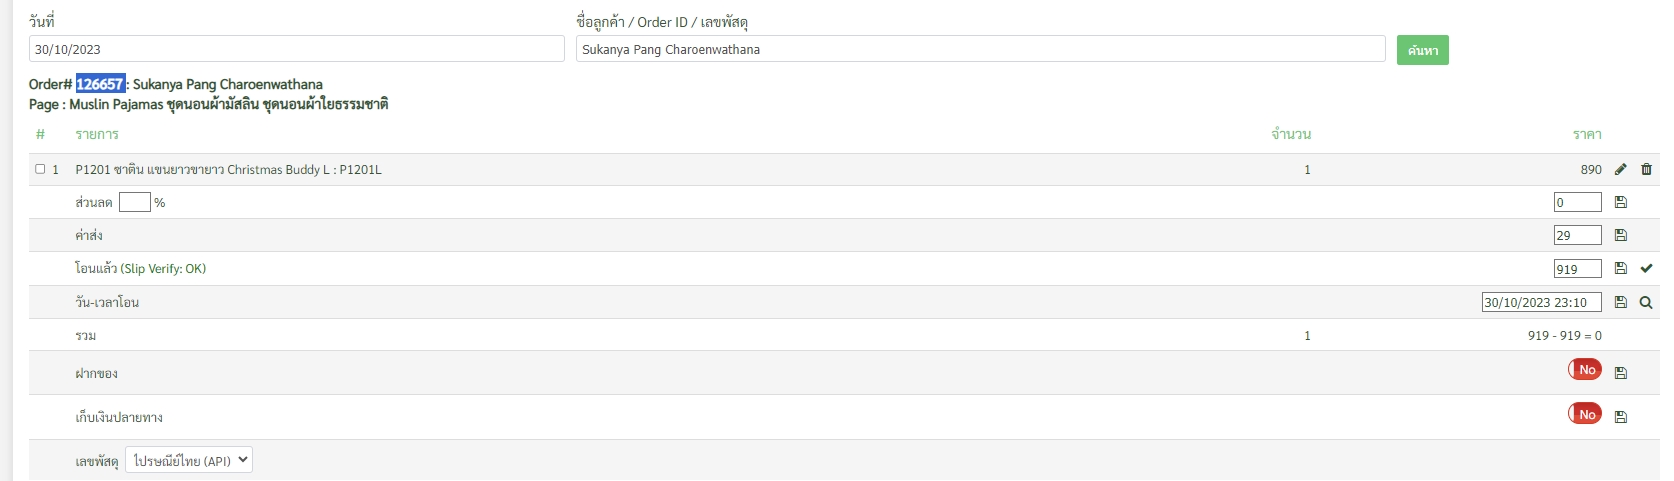 วันที่ ชื่อลูกค้า / Order ID / เลขพัสดุ
30/10/2023 Sukanya Pang Charoenwathana ค้นหา
Order# 126657 : Sukanya Pang Charoenwathana
Page : Muslin Pajamas ชุดนอนผ้ามัสลิน ชุดนอนผ้าใยธรรมชาติ
# รายการ จำนวน ราคา
1 P1201 ซาติน แขนยาวขายาว Christmas Buddy L : P1201L 1 890
ส่วนลด % 0
ค่าส่ง 29
โอนแล้ว (Slip Verify: OK) 919
วัน-เวลาโอน 30/10/2023 23:10
รวม 1 919 - 919 = 0
ฝากของ No
เก็บเงินปลายทาง No
เลขพัสดุ ไปรษณีย์ไทย (API)